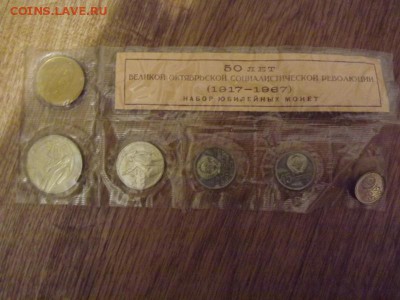 COINS.LAVE.RU
50 ЛЕТ
ВЕЛИКОЙ ОКТЯБРЬСКОЙ СОЦИАЛИСТИЧЕСКОЙ РЕВОЛЮЦИИ
(1917-1967)
НАБОР ЮБИЛЕЙНЫХ МОНЕТ